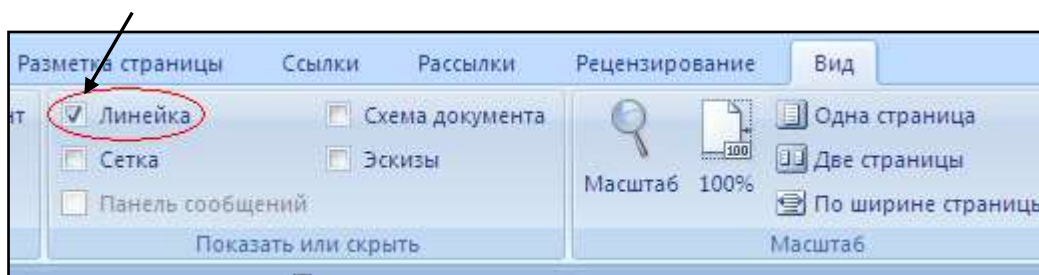 Разметка страницы Ссылки Рассылки Рецензирование Вид
Линейка Схема документа Одна страница
Сетка Эскизы Две страницы
Масштаб 100%
Панель сообщений По ширине страницы
Показать или скрыть Масштаб